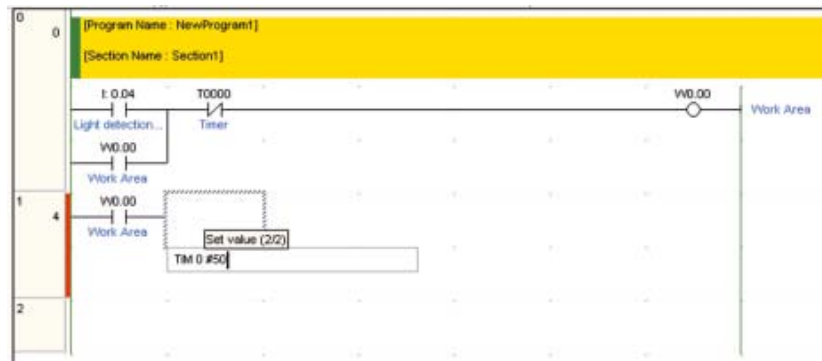 0
0
[Program Name : NewProgram1]
[Section Name : Section1]
I: 0.04
T0000
W0.00
Light detection...
Timer
Work Area
W0.00
Work Area
1
4
W0.00
Work Area
Set value (2/2)
TIM 0 #50
2